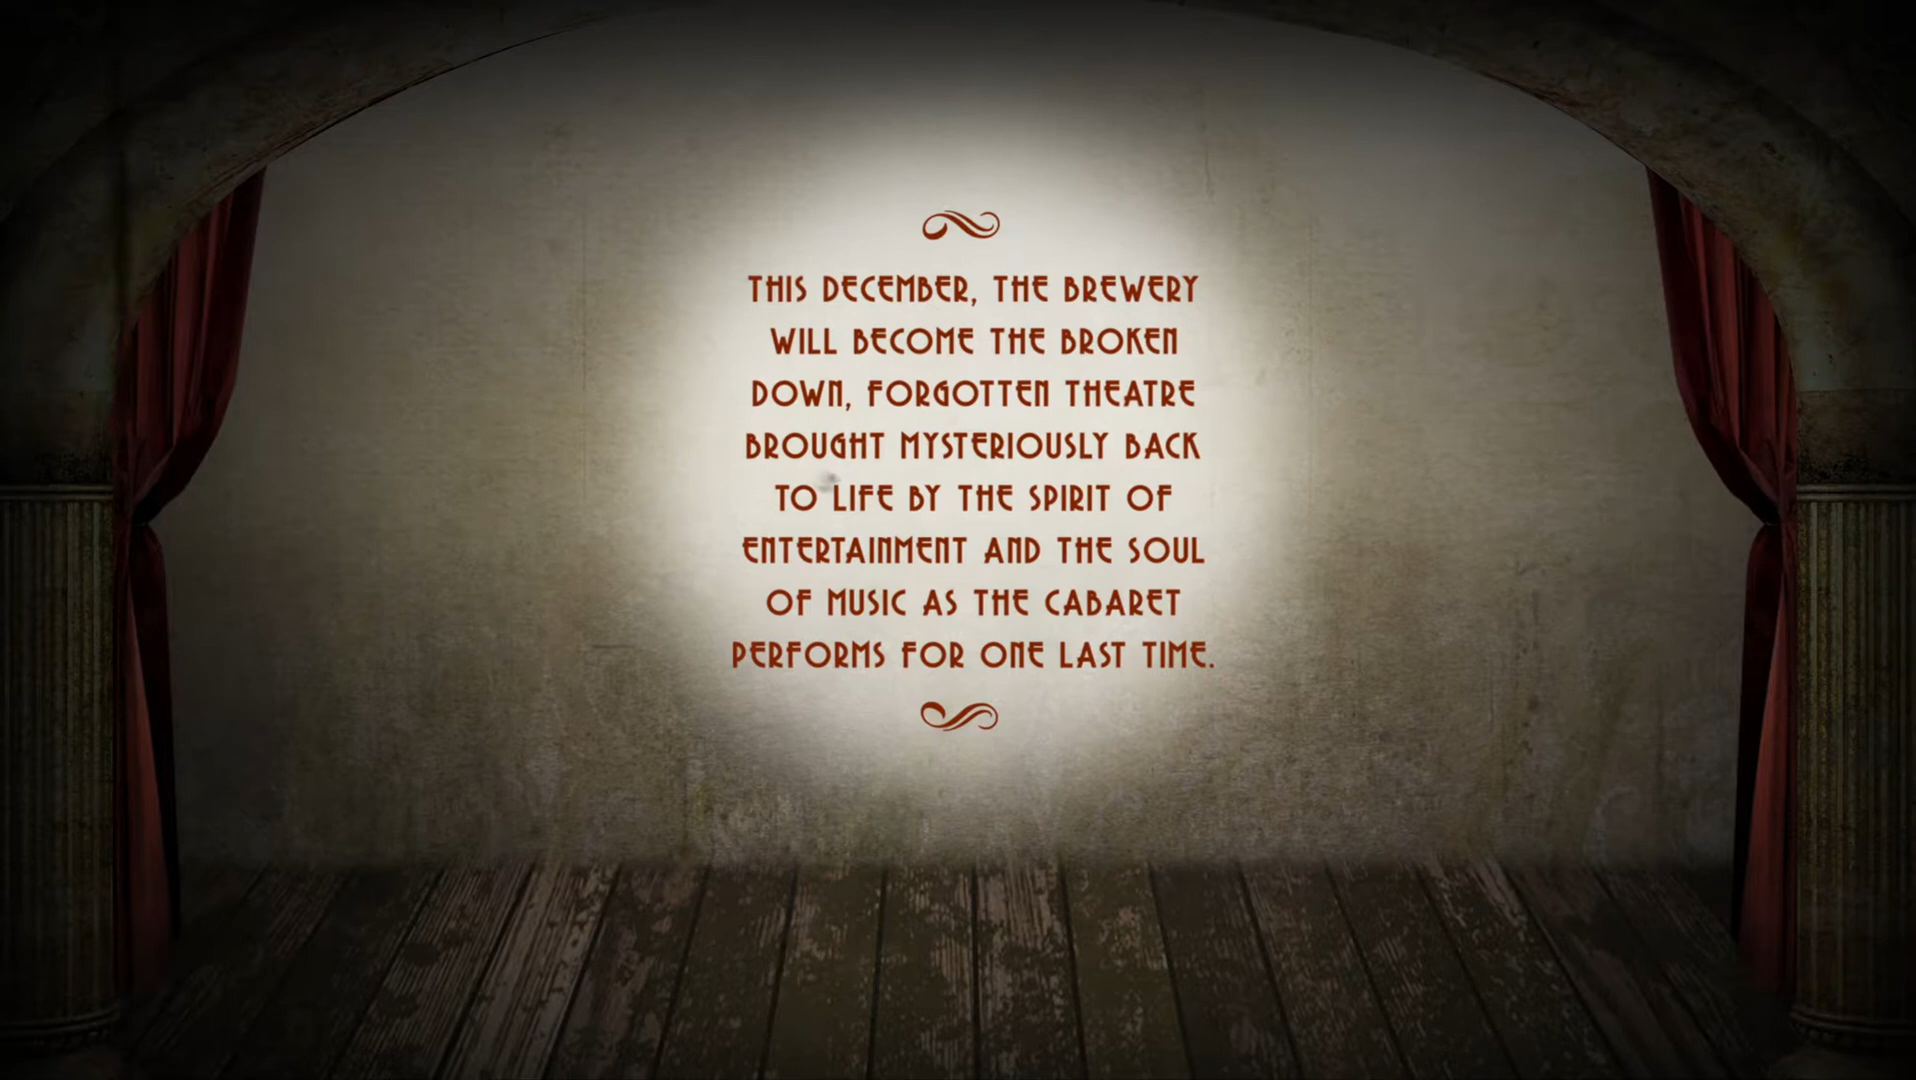 THIS DECEMBER, THE BREWERY
WILL BECOME THE BROKEN
DOWN, FORGOTTEN THEATRE
BROUGHT MYSTERIOUSLY BACK
TO LIFE BY THE SPIRIT OF
ENTERTAINMENT AND THE SOUL
OF MUSIC AS THE CABARET
PERFORMS FOR ONE LAST TIME.